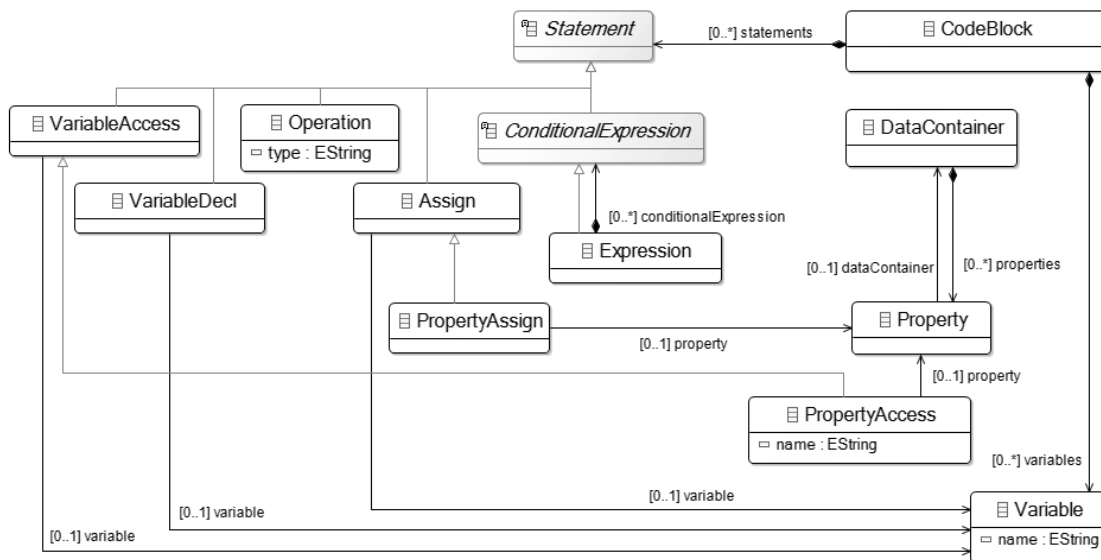 Statement
[0..*] statements
CodeBlock
VariableAccess
Operation
type : EString
ConditionalExpression
DataContainer
VariableDecl
Assign
[0..*] conditionalExpression
Expression
[0..1] dataContainer
[0..*] properties
PropertyAssign
[0..1] property
Property
[0..1] property
PropertyAccess
name : EString
[0..*] variables
[0..1] variable
[0..1] variable
[0..1] variable
Variable
name : EString